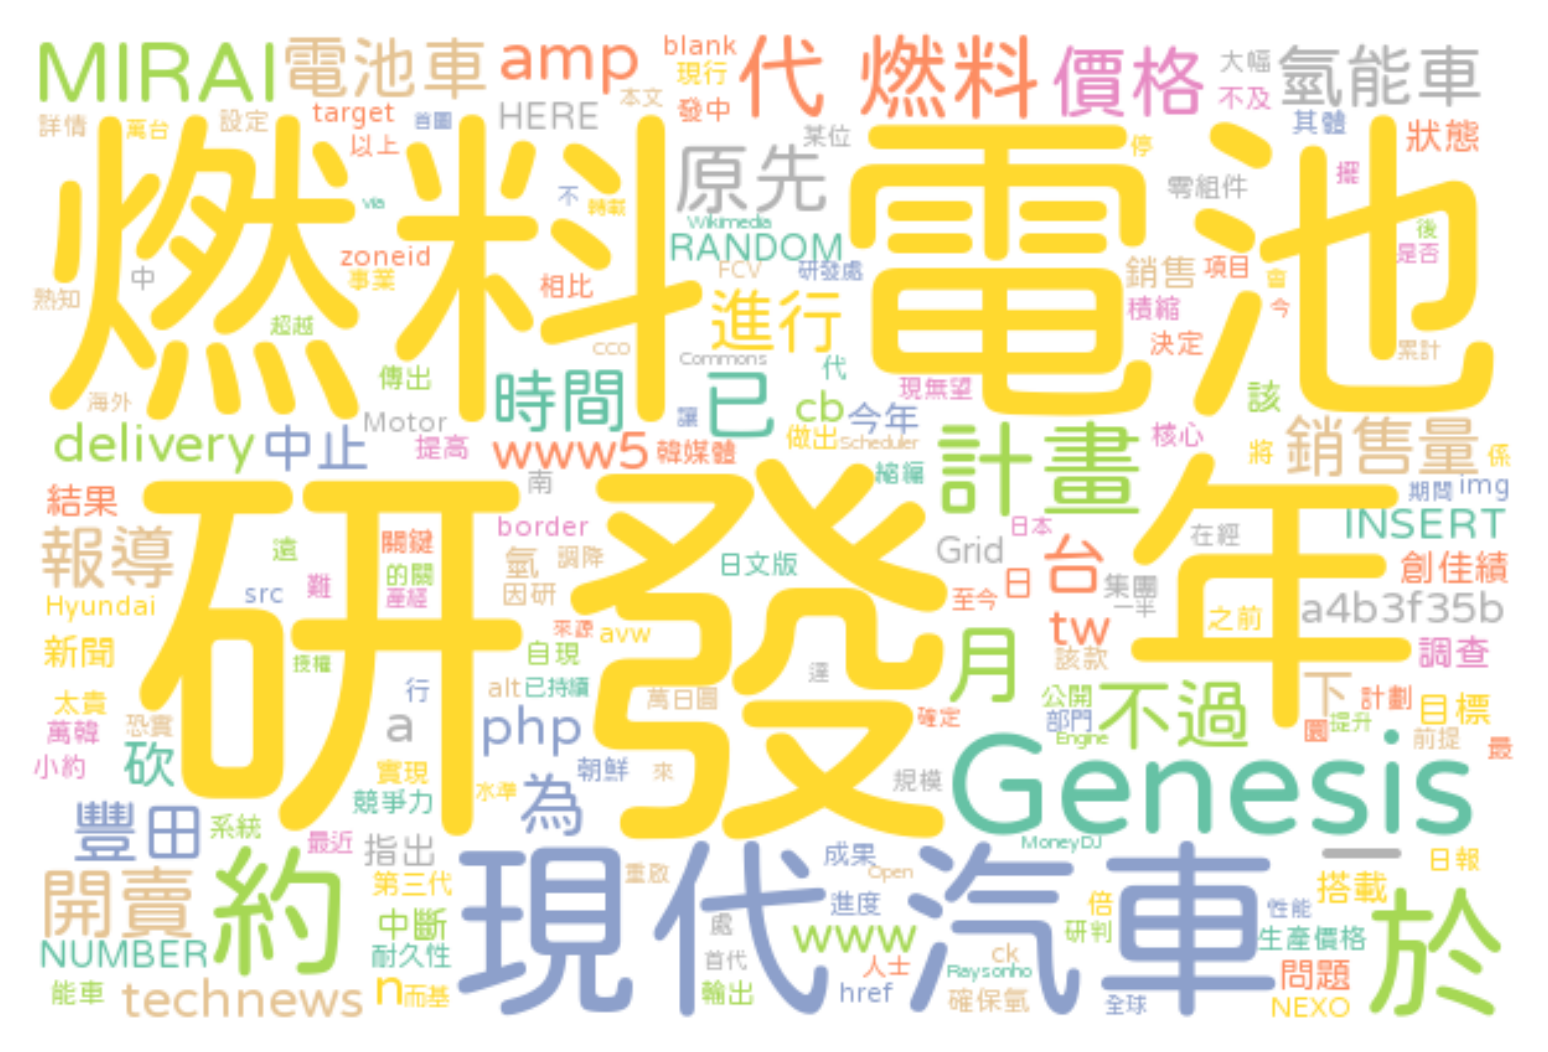 MIRAI 電池車 amp blank 現行 代 燃料 價格 大幅 不及 氫能車
詳情 萬台 設定 target 以上 首圖 HERE 本文 發中 某位 其體 狀態
燃料電池
via 不 轉載 原先 停 零組件 擺 後 是否
中 熟知 zoneid 事業 相比 Wikimedia RANDOM FCV 研發處 銷售 項目 會 今
超越 CCO 進行 積縮 決定 累計
海外 傳出 Motor 時間 Commons 已 讓 代 cb 現無望 今年 該
delivery 中止 提高 www5 韓媒體 做出 Scheduler 計畫 核心 將 銷售量 係
結果 南 縮編 期間 img
研發 年
報導 遠 關鍵 border 氫 調降 日文版 Grid 日本 台 在經 INSERT
Hyundai src 難 的關 産経 因研 至今 日 集團 一半 之前 創佳績 a4b3f35b
新聞 授權 來源 avw 自現 月 tw 該款 調查
太貴 恐實 行 alt 已持續 萬日圓 達 確定 公開 不過 下 計劃 目標
萬韓 小約 砍 a php 部門 Engine 圓 提升 前提 最
實現 競爭力 水準 為 朝鮮 來 規模 Genesis
豐田 系統 最近 指出 MoneyDJ 一 日報
開賣 約 第三代 現代汽車 重啟 成果 Open 搭載 於
NUMBER 中斷 耐久性 處 進度 www 倍 研判 性能 生產價格
能車 technews n 而基 首代 輸出 人士 href ck Raysonho 確保氫 全球 問題 NEXO